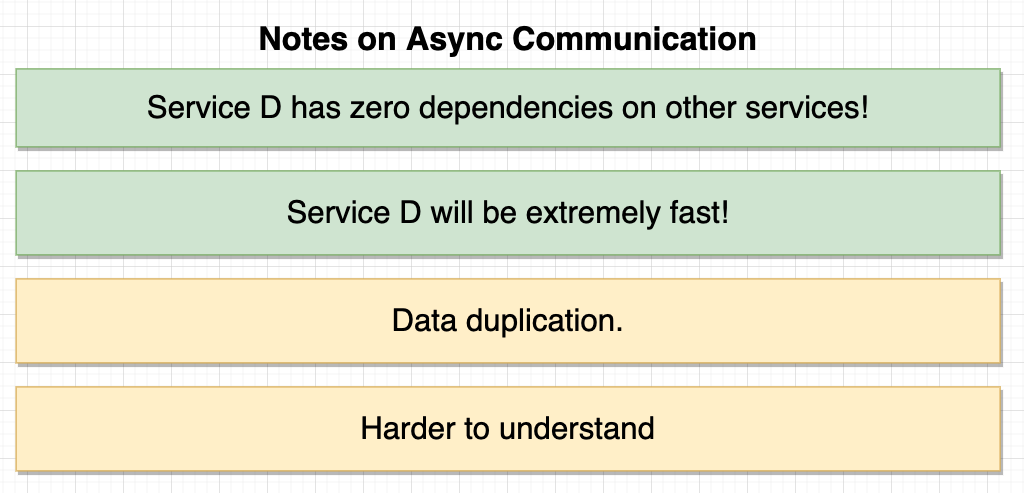 Notes on Async Communication
Service D has zero dependencies on other services!
Service D will be extremely fast!
Data duplication.
Harder to understand